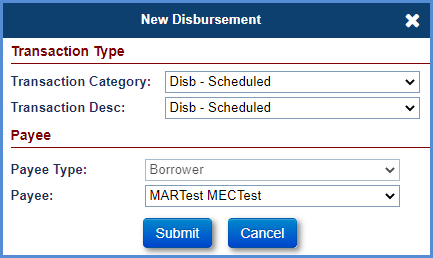 New Disbursement
Transaction Type
Transaction Category: Disb - Scheduled
Transaction Desc: Disb - Scheduled
Payee
Payee Type: Borrower
Payee: MARTest MECTest
Submit Cancel